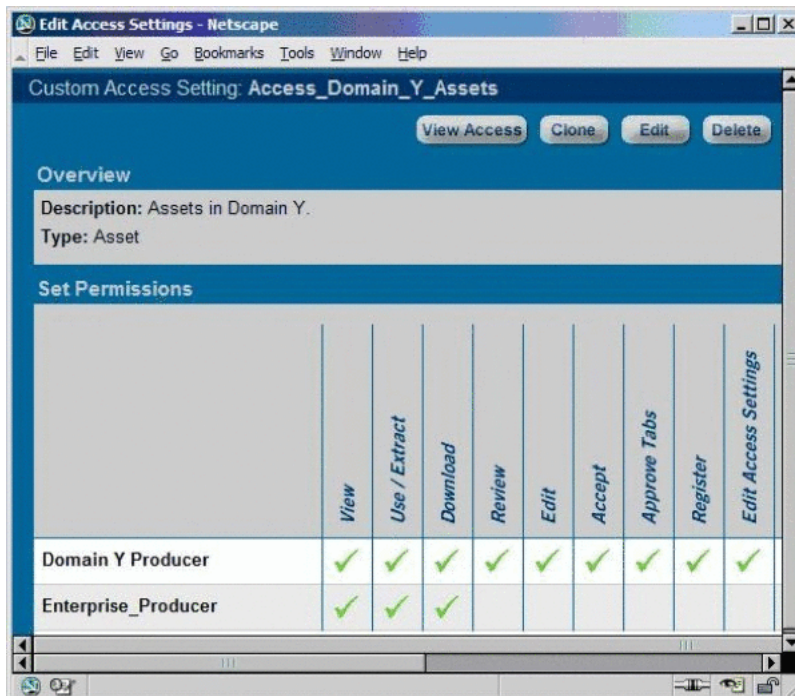 Edit Access Settings - Netscape
File Edit View Go Bookmarks Tools Window Help
Custom Access Setting: Access_Domain_Y_Assets
View Access Clone Edit Delete
Overview
Description: Assets in Domain Y.
Type: Asset
Set Permissions
View
Use / Extract
Download
Review
Edit
Accept
Approve Tabs
Register
Edit Access Settings
Domain Y Producer
Enterprise_Producer